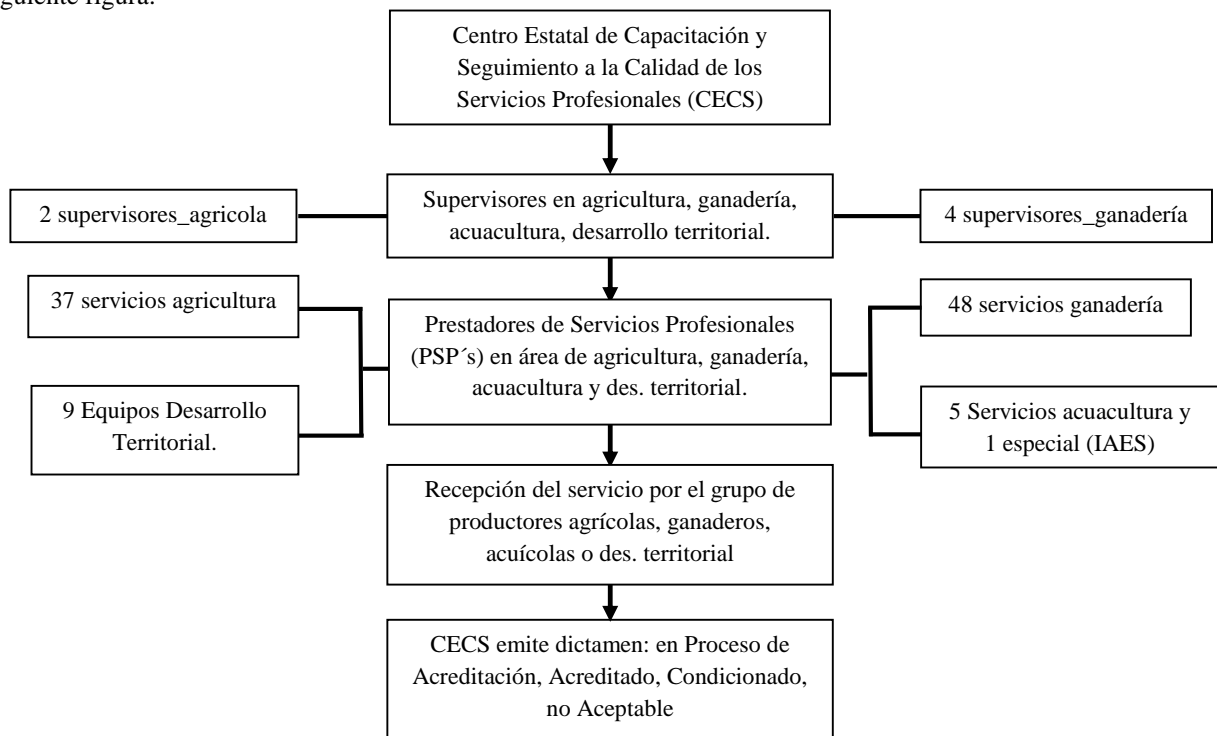 guiente figura.
Centro Estatal de Capacitación y
Seguimiento a la Calidad de los
Servicios Profesionales (CECS)
2 supervisores_agricola
Supervisores en agricultura, ganadería,
acuacultura, desarrollo territorial.
4 supervisores_ganadería
37 servicios agricultura
48 servicios ganadería
Prestadores de Servicios Profesionales
(PSP´s) en área de agricultura, ganadería,
acuacultura y des. territorial.
9 Equipos Desarrollo
Territorial.
5 Servicios acuacultura y
1 especial (IAES)
Recepción del servicio por el grupo de
productores agrícolas, ganaderos,
acuícolas o des. territorial
CECS emite dictamen: en Proceso de
Acreditación, Acreditado, Condicionado,
no Aceptable